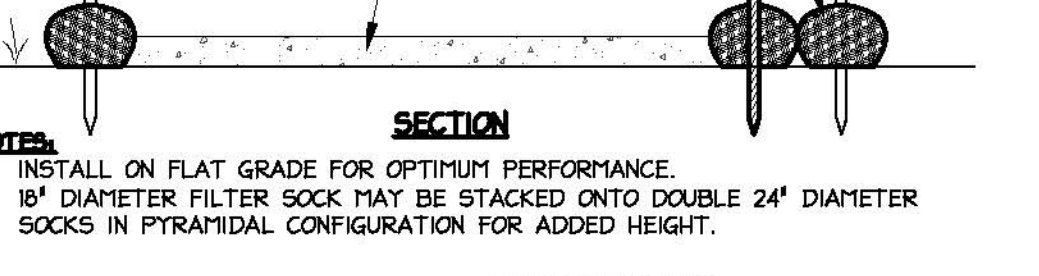 SECTION
OTES:
INSTALL ON FLAT GRADE FOR OPTIMUM PERFORMANCE.
18" DIAMETER FILTER SOCK MAY BE STACKED ONTO DOUBLE 24" DIAMETER
SOCKS IN PYRAMIDAL CONFIGURATION FOR ADDED HEIGHT.